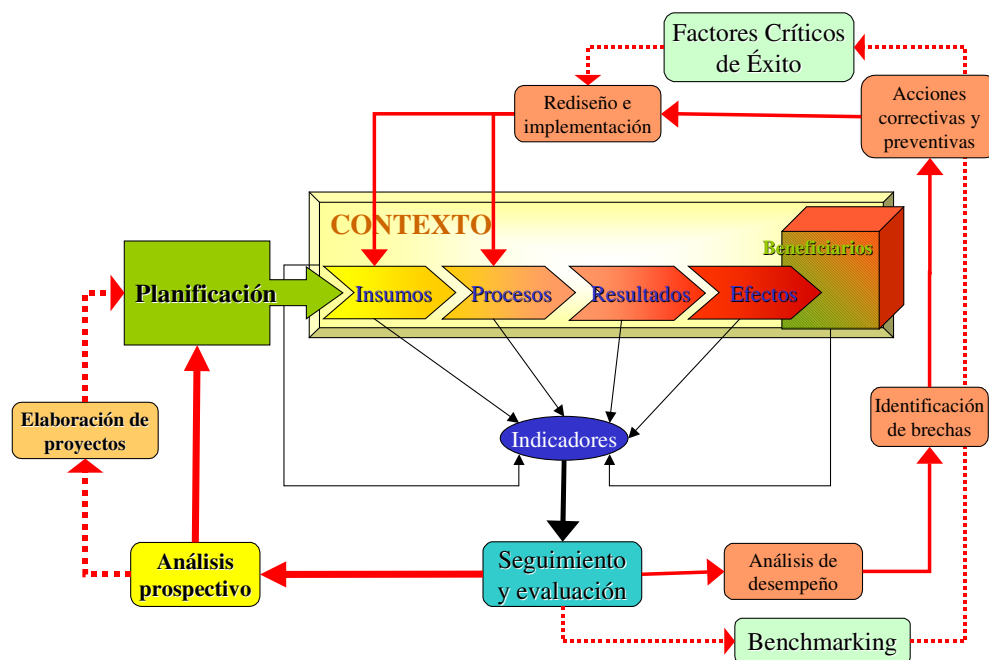 Factores Críticos
de Éxito
Rediseño e
implementación
Acciones
correctivas y
preventivas
CONTEXTO
Beneficiarios
Planificación
Insumos
Procesos
Resultados
Efectos
Elaboración de
proyectos
Indicadores
Identificación
de brechas
Análisis
prospectivo
Seguimiento
y evaluación
Análisis de
desempeño
Benchmarking